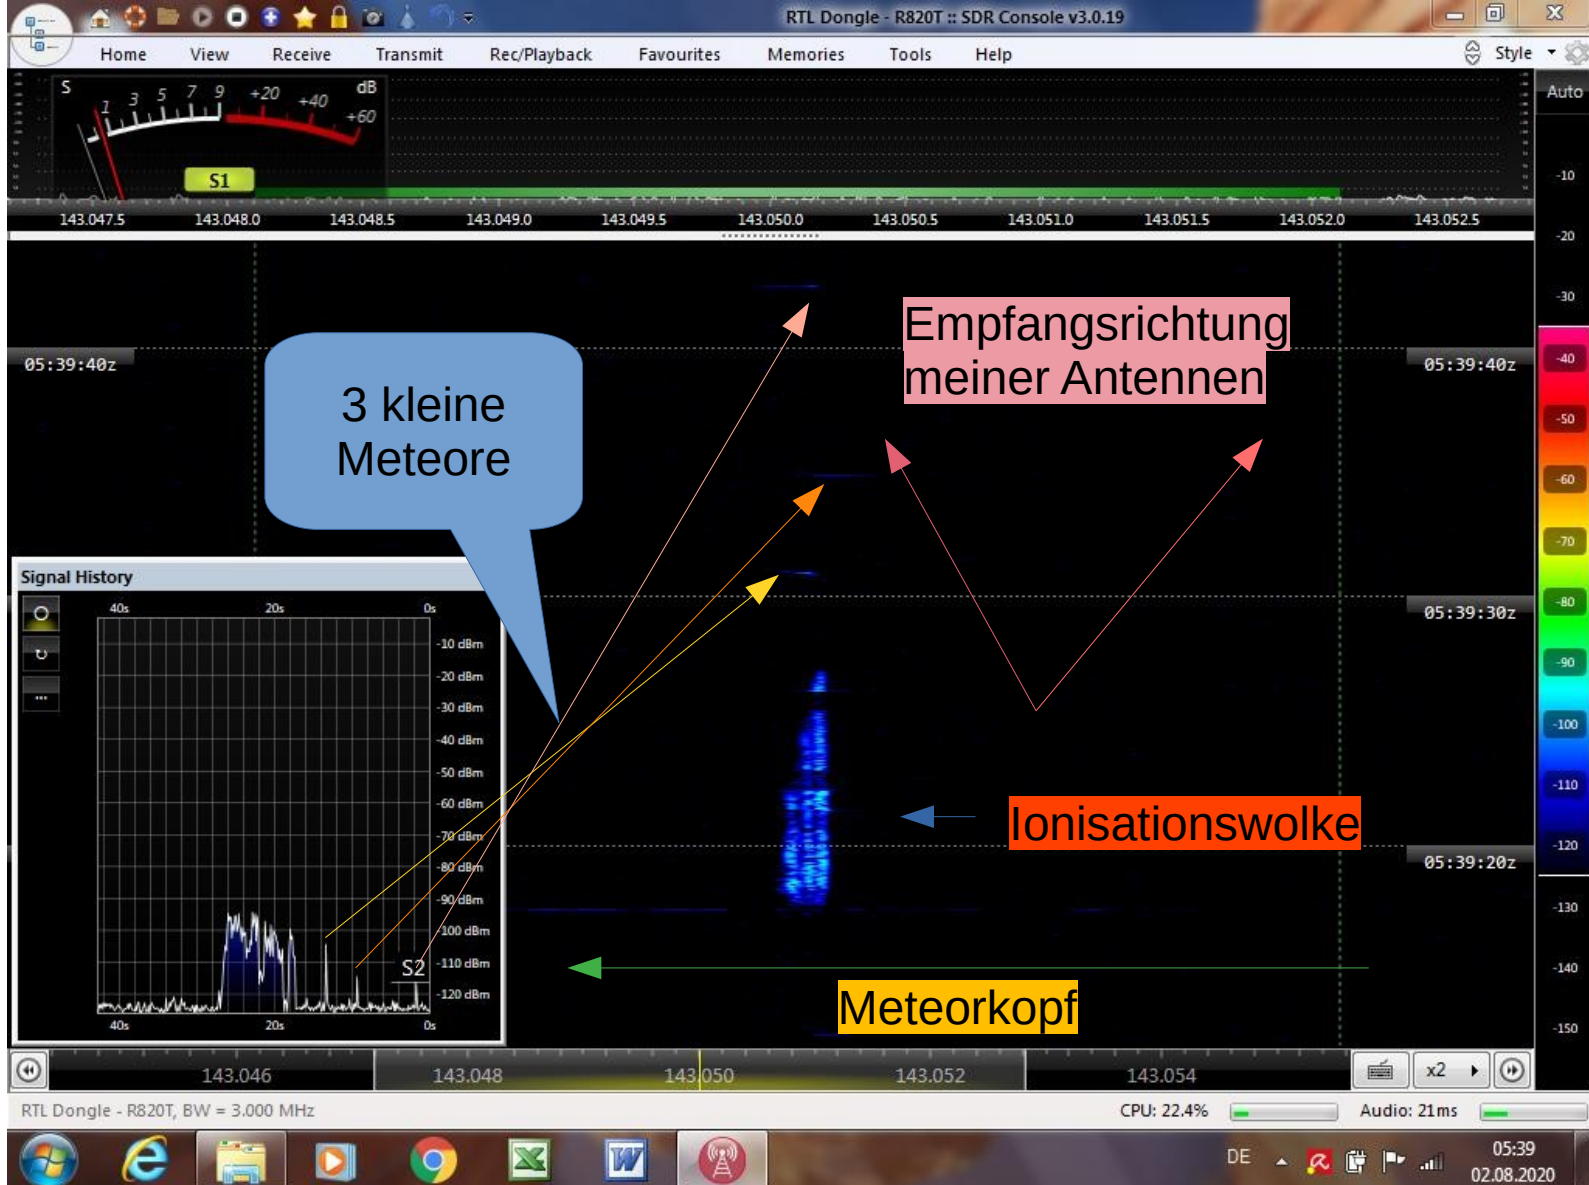 RTL Dongle - R820T :: SDR Console v3.0.19
Home View Receive Transmit Rec/Playback Favourites Memories Tools Help Style
S 1 3 5 7 9 +20 +40 +60 dB
S1
Auto
143.047.5 143.048.0 143.048.5 143.049.0 143.049.5 143.050.0 143.050.5 143.051.0 143.051.5 143.052.0 143.052.5
-10
-20
-30
-40
-50
-60
-70
-80
-90
-100
-110
-120
-130
-140
-150
Empfangsrichtung
meiner Antennen
05:39:40z 05:39:40z
3 kleine
Meteore
05:39:30z
Signal History
40s 20s 0s
-10 dBm
-20 dBm
-30 dBm
-40 dBm
-50 dBm
-60 dBm
-70 dBm
-80 dBm
-90 dBm
-100 dBm
-110 dBm
-120 dBm
S2
40s 20s 0s
Ionisationswolke
05:39:20z
Meteorkopf
143.046 143.048 143.050 143.052 143.054
x2
RTL Dongle - R820T, BW = 3.000 MHz CPU: 22.4% Audio: 21ms
DE 05:39
02.08.2020